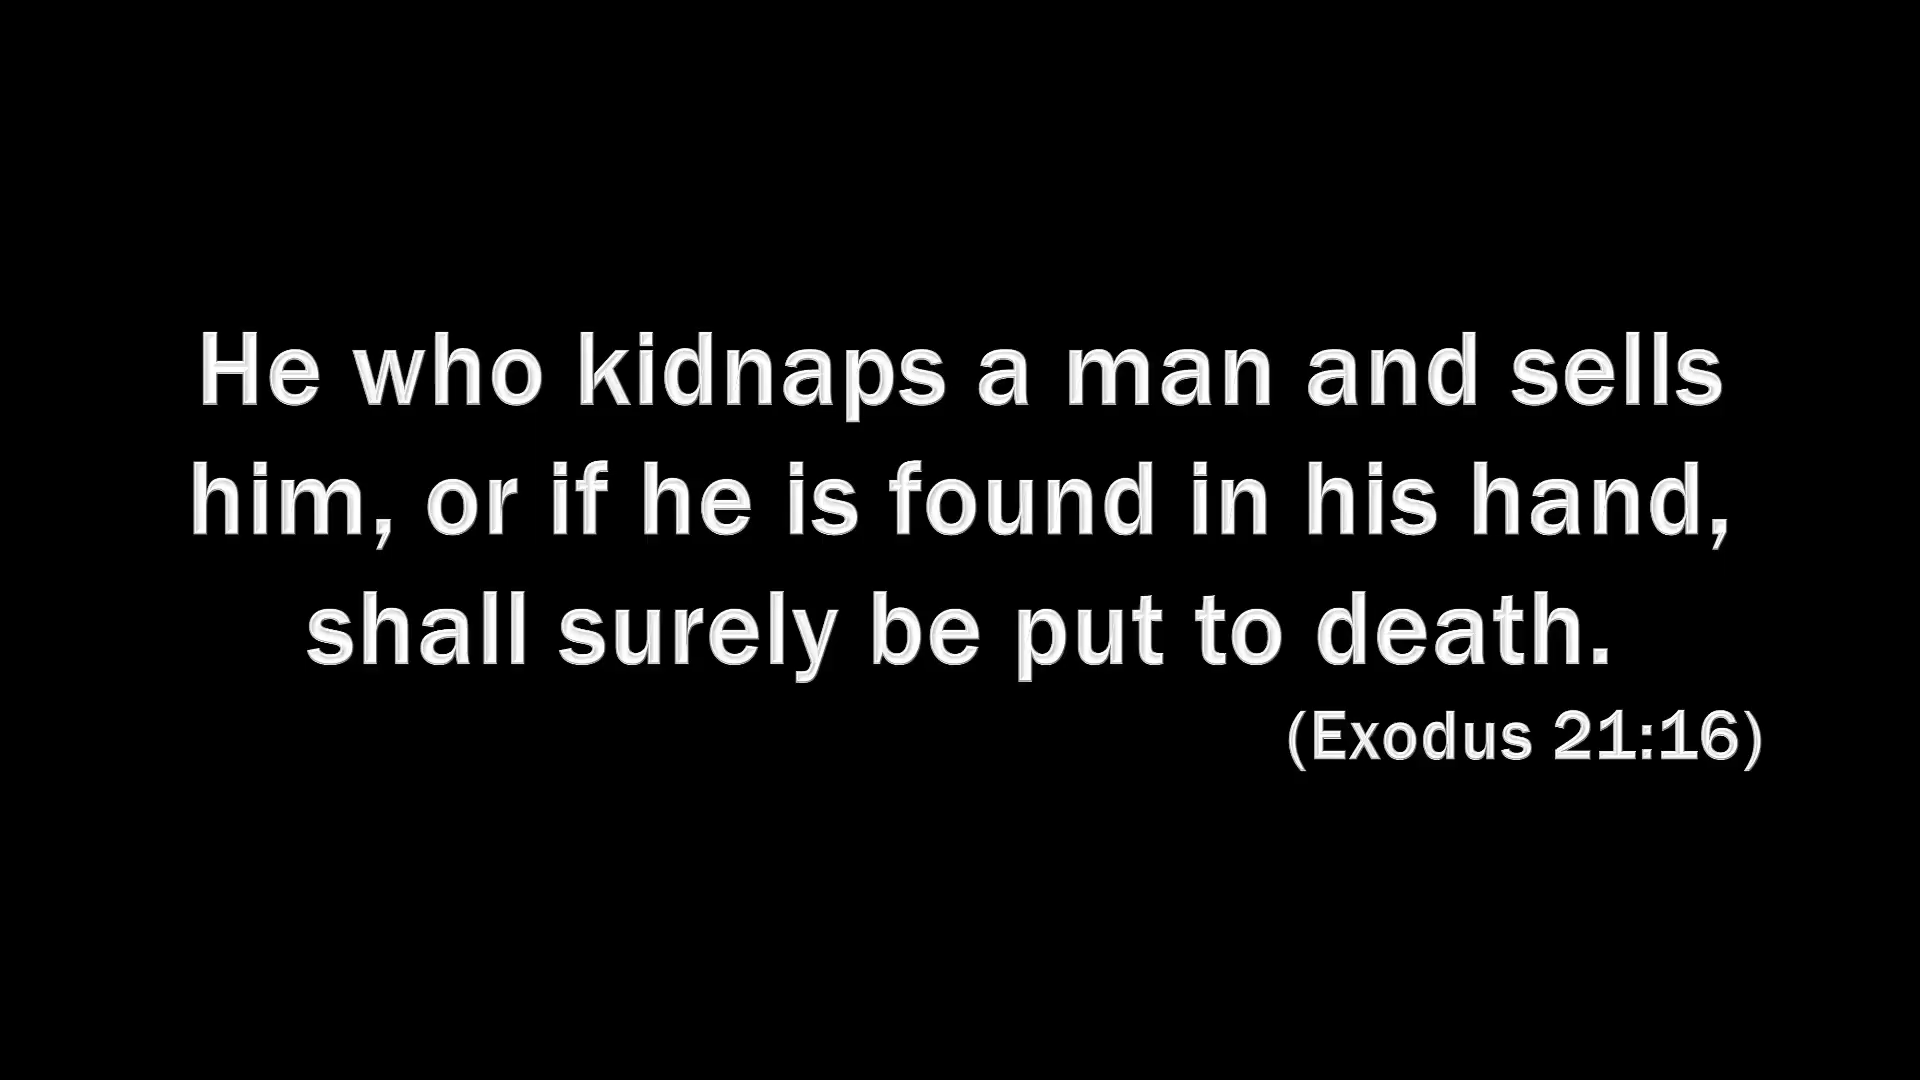 He who kidnaps a man and sells
him, or if he is found in his hand,
shall surely be put to death.
(Exodus 21:16)